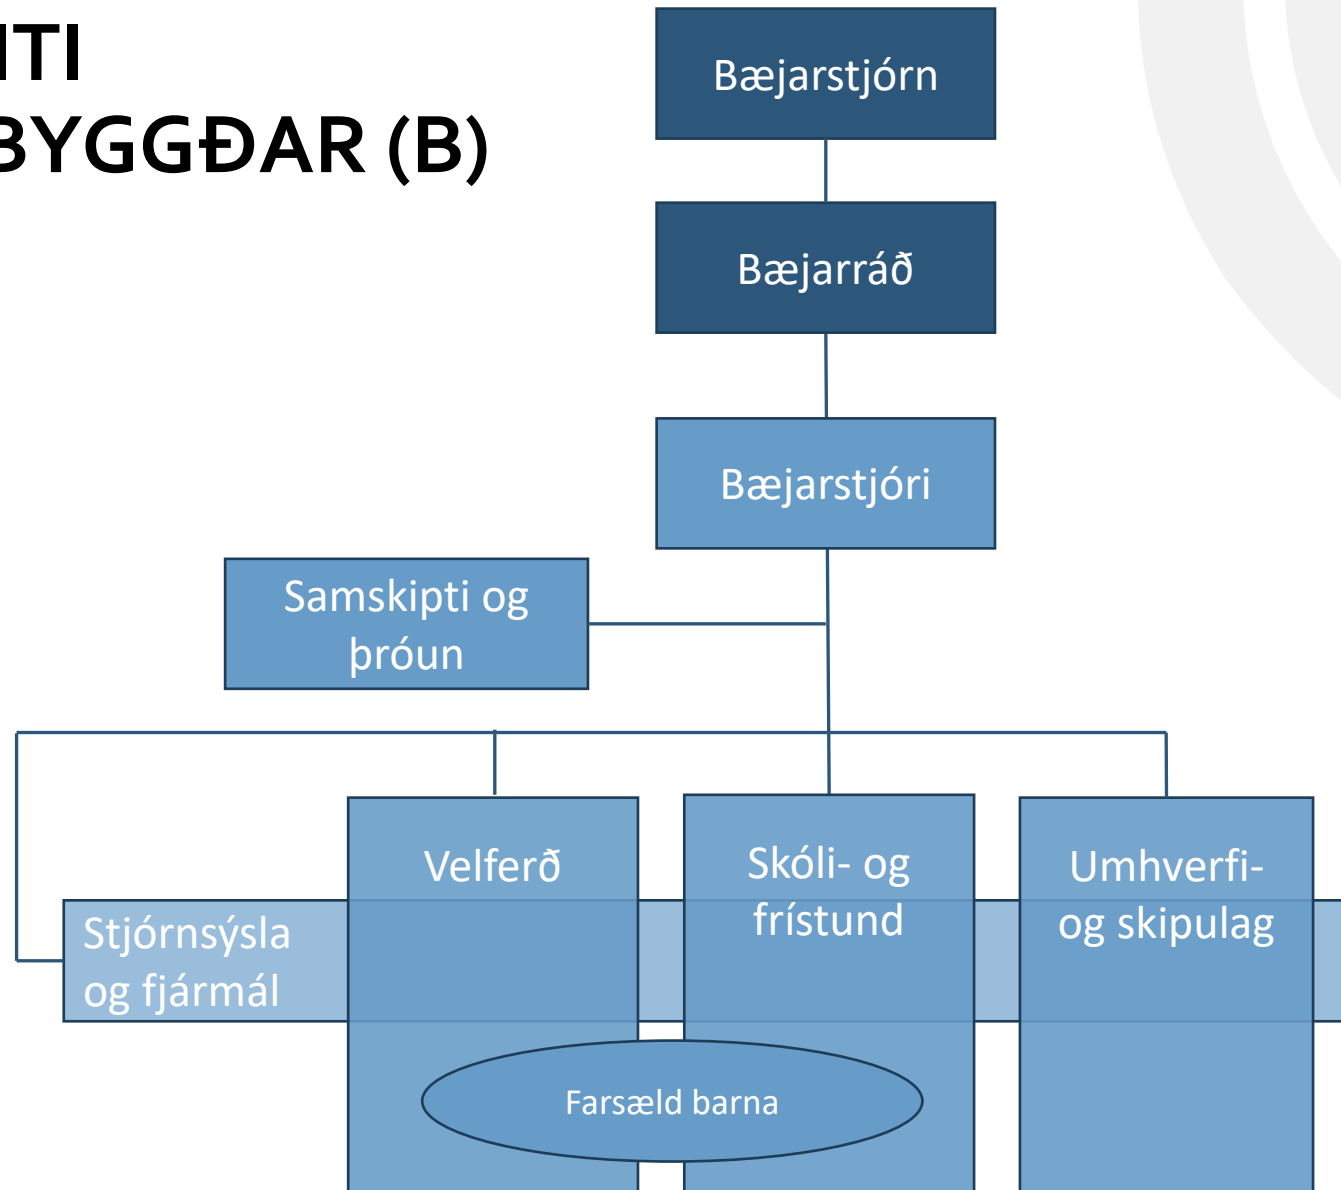 ITI
BYGGÐAR (B)
Bæjarstjórn
Bæjarráð
Bæjarstjóri
Samskipti og
þróun
Velferð
Skóli- og
frístund
Umhverfi-
og skipulag
Stjórnsýsla
og fjármál
Farsæld barna